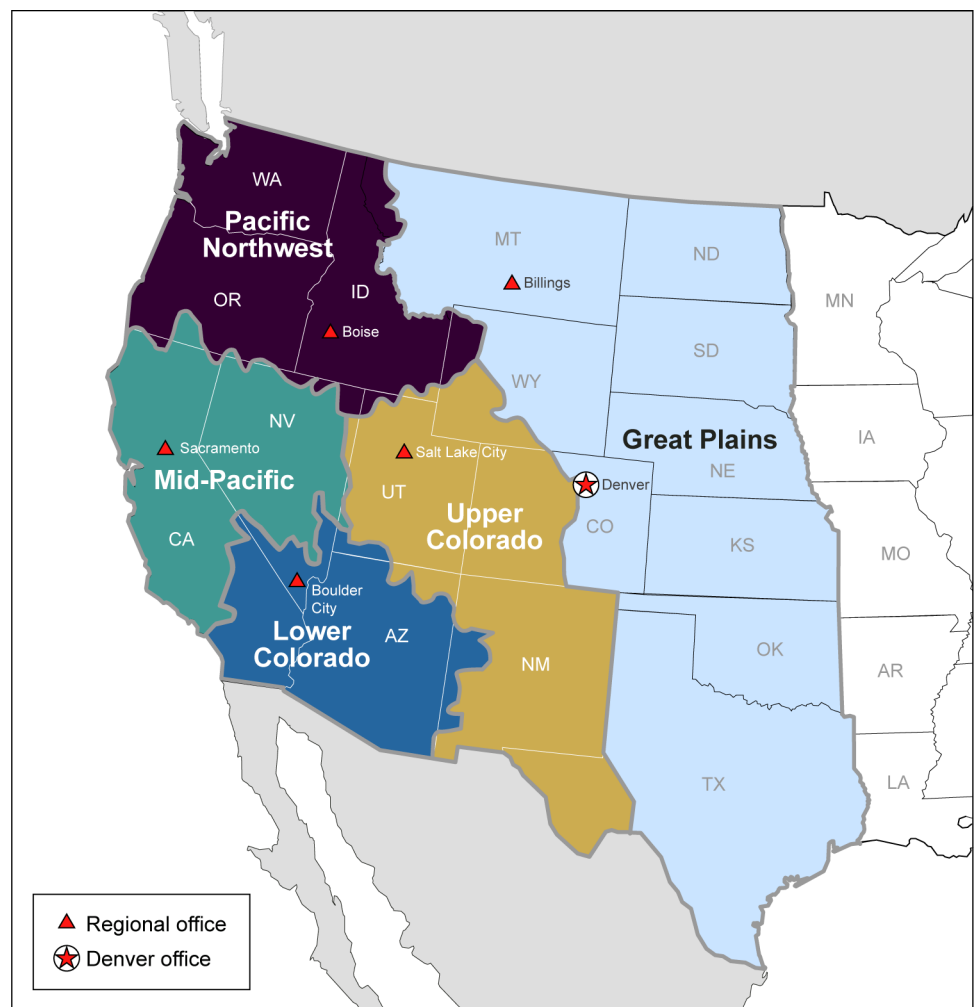 WA
Pacific
Northwest
MT
ND
OR
ID
Billings
MN
Boise
SD
WY
NV
Sacramento
Salt Lake City
Great Plains
IA
Mid-Pacific
UT
Denver
NE
Upper
Colorado
CO
CA
KS
MO
Boulder
City
Lower
Colorado
AZ
NM
OK
AR
TX
LA
Regional office
Denver office